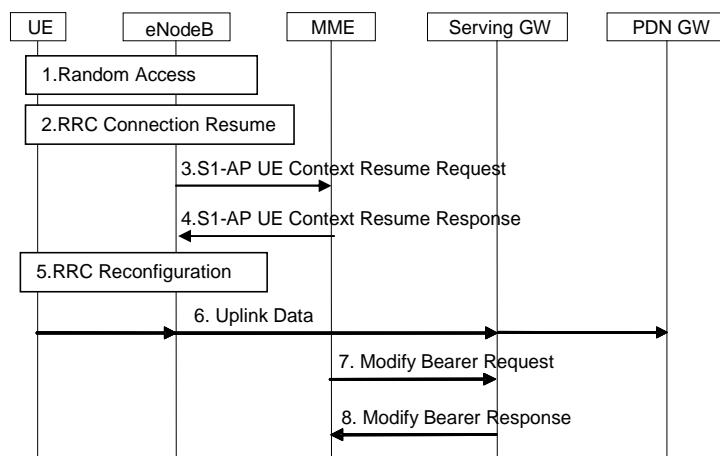 UE
eNodeB
MME
Serving GW
PDN GW
1.Random Access
2.RRC Connection Resume
3.S1-AP UE Context Resume Request
4.S1-AP UE Context Resume Response
5.RRC Reconfiguration
6. Uplink Data
7. Modify Bearer Request
8. Modify Bearer Response